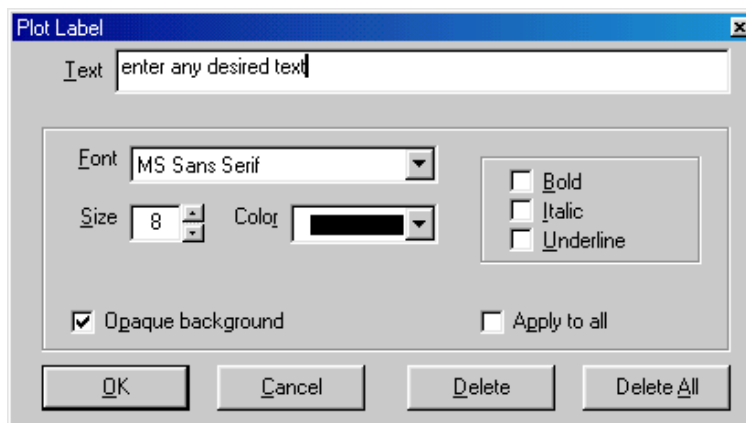 Plot Label
Text enter any desired text
Font MS Sans Serif
Bold
Size 8 Color
Italic
Underline
Opaque background Apply to all
OK Cancel Delete Delete All